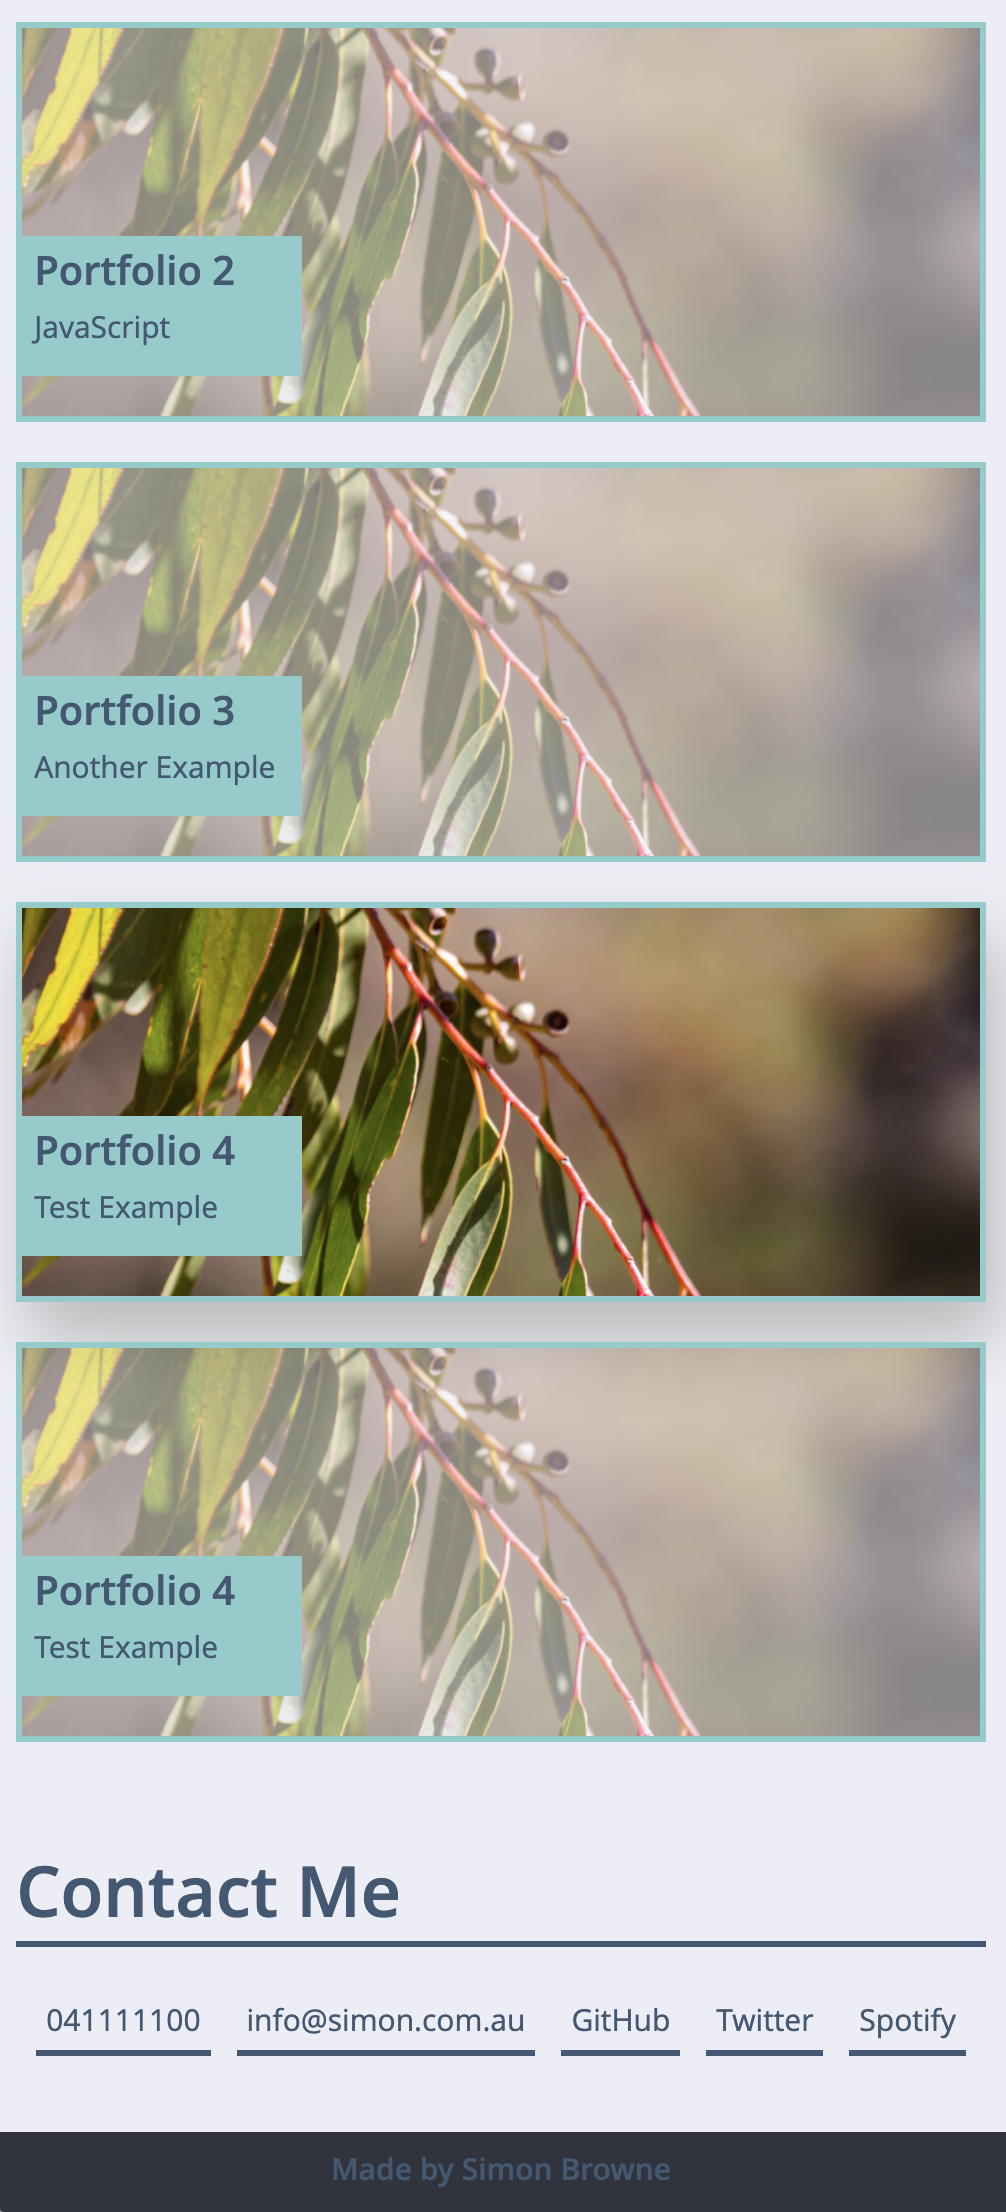 Portfolio 2
JavaScript
Portfolio 3
Another Example
Portfolio 4
Test Example
Portfolio 4
Test Example
Contact Me
041111100 info@simon.com.au GitHub Twitter Spotify
Made by Simon Browne